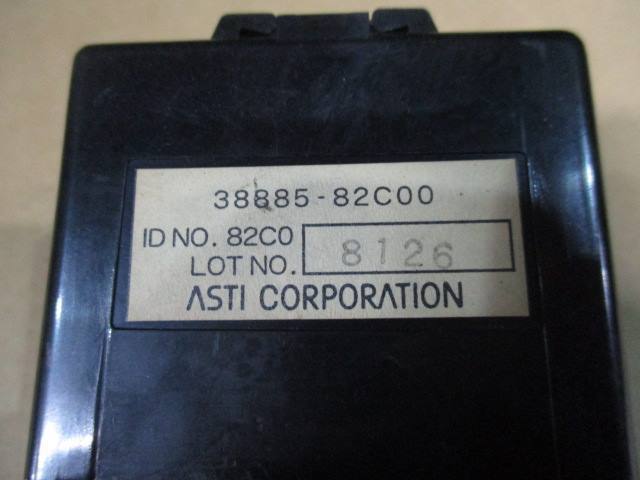 38885-82C00
ID NO. 82C0
LOT NO. 8126
ASTI CORPORATION